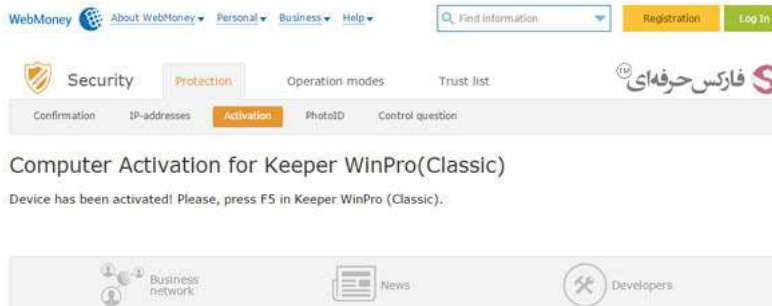 WebMoney About WebMoney Personal Business Help Find information Registration Log In
Security Protection Operation modes Trust list فارکس حرفه‌ای TM
Confirmation IP-addresses Activation PhotoID Control question
Computer Activation for Keeper WinPro(Classic)
Device has been activated! Please, press F5 in Keeper WinPro (Classic).
Business network News Developers